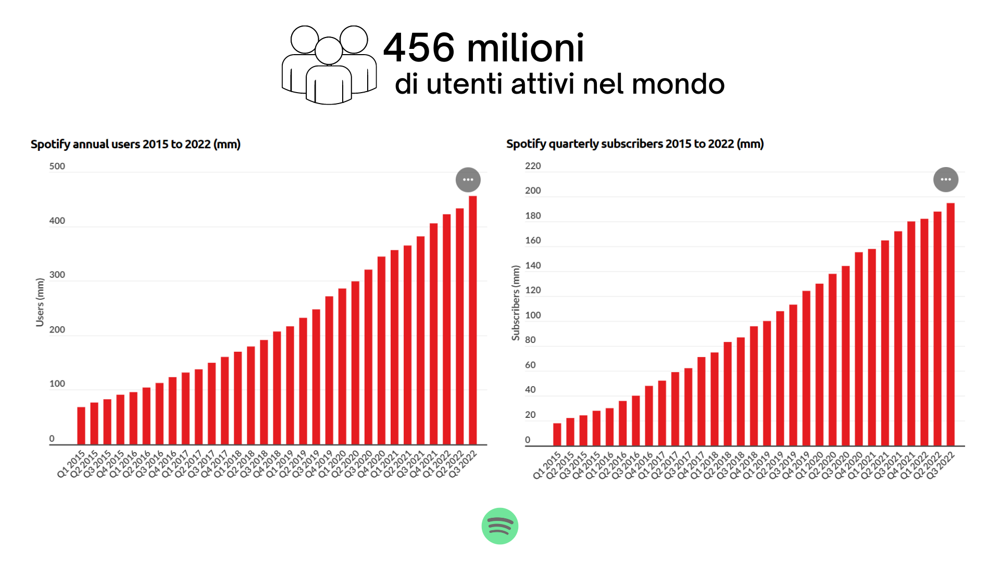 456 milioni
di utenti attivi nel mondo
Spotify annual users 2015 to 2022 (mm)
500
400
300
200
100
0
Users (mm)
Q1 2015
Q2 2015
Q3 2015
Q4 2015
Q1 2016
Q2 2016
Q3 2016
Q4 2016
Q1 2017
Q2 2017
Q3 2017
Q4 2017
Q1 2018
Q2 2018
Q3 2018
Q4 2018
Q1 2019
Q2 2019
Q3 2019
Q4 2019
Q1 2020
Q2 2020
Q3 2020
Q4 2020
Q1 2021
Q2 2021
Q3 2021
Q4 2021
Q1 2022
Q2 2022
Q3 2022
Spotify quarterly subscribers 2015 to 2022 (mm)
220
200
180
160
140
120
100
80
60
40
20
0
Subscribers (mm)
Q1 2015
Q2 2015
Q3 2015
Q4 2015
Q1 2016
Q2 2016
Q3 2016
Q4 2016
Q1 2017
Q2 2017
Q3 2017
Q4 2017
Q1 2018
Q2 2018
Q3 2018
Q4 2018
Q1 2019
Q2 2019
Q3 2019
Q4 2019
Q1 2020
Q2 2020
Q3 2020
Q4 2020
Q1 2021
Q2 2021
Q3 2021
Q4 2021
Q1 2022
Q2 2022
Q3 2022